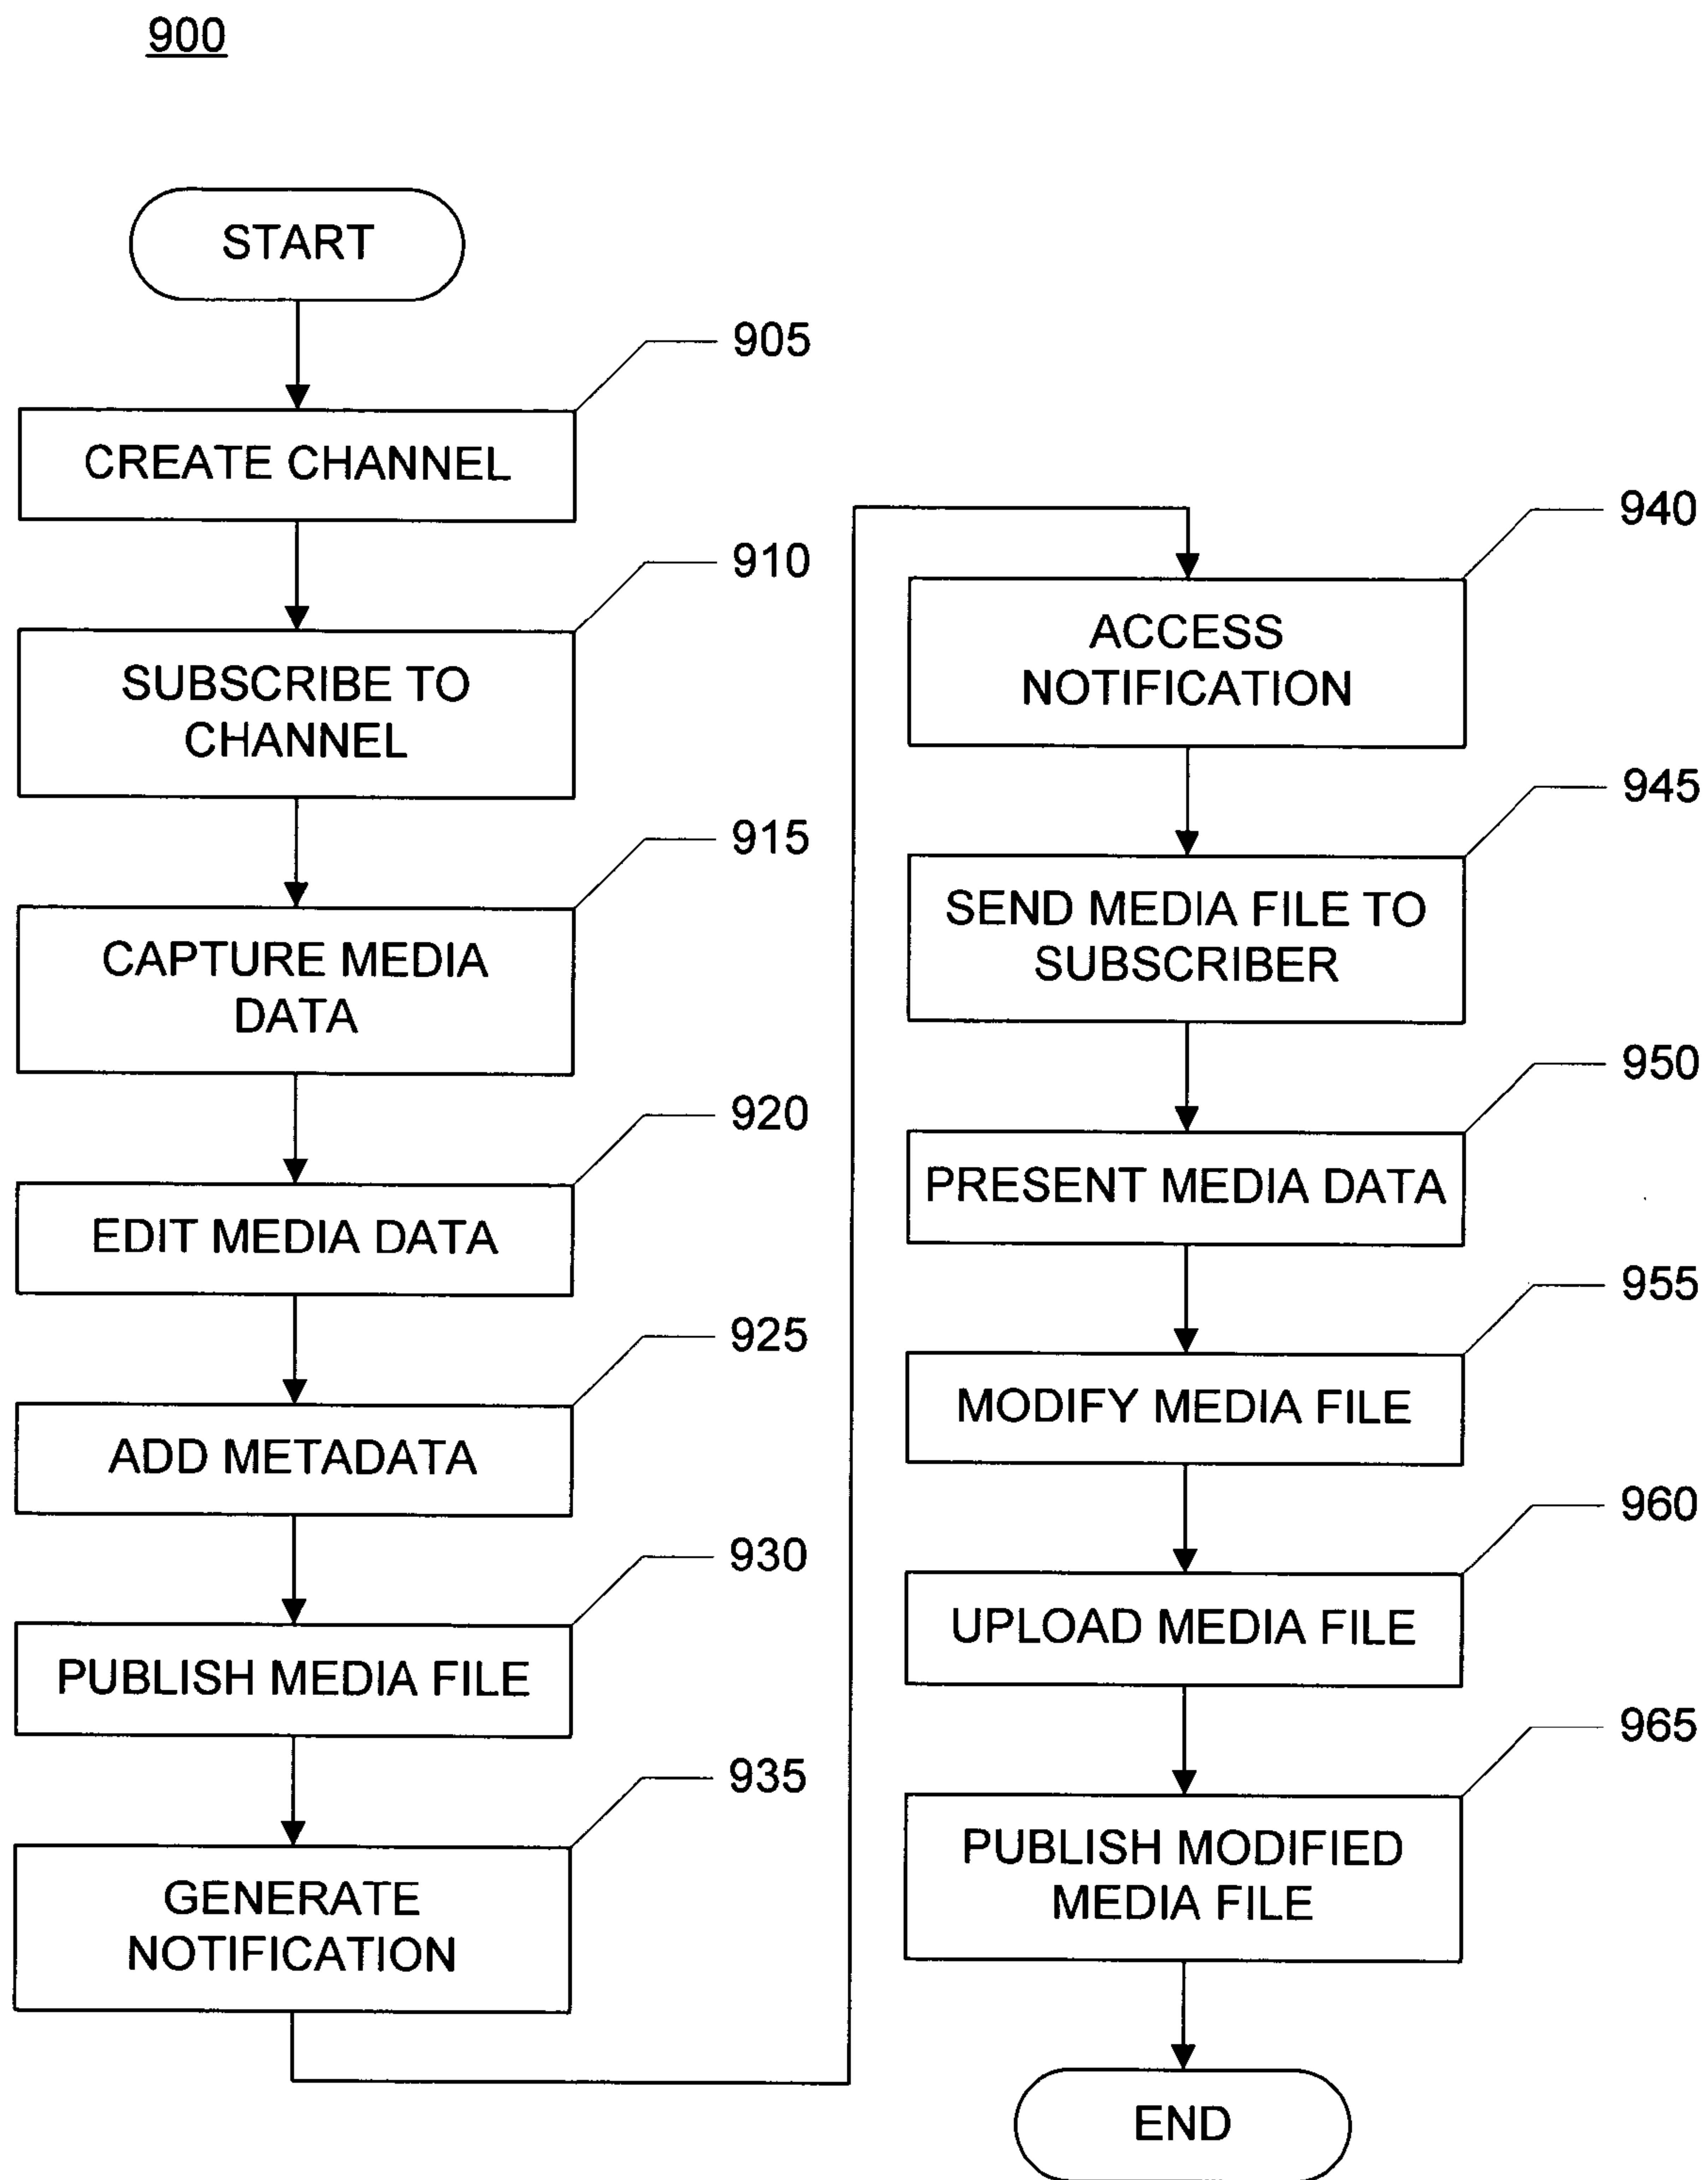 900
START
905
CREATE CHANNEL
910
SUBSCRIBE TO
CHANNEL
915
CAPTURE MEDIA
DATA
920
EDIT MEDIA DATA
925
ADD METADATA
930
PUBLISH MEDIA FILE
935
GENERATE
NOTIFICATION
940
ACCESS
NOTIFICATION
945
SEND MEDIA FILE TO
SUBSCRIBER
950
PRESENT MEDIA DATA
955
MODIFY MEDIA FILE
960
UPLOAD MEDIA FILE
965
PUBLISH MODIFIED
MEDIA FILE
END